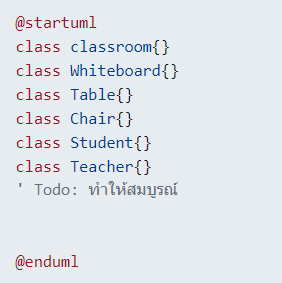 @startuml
class classroom{}
class Whiteboard{}
class Table{}
class Chair{}
class Student{}
class Teacher{}
' Todo: ทำให้สมบูรณ์
@enduml